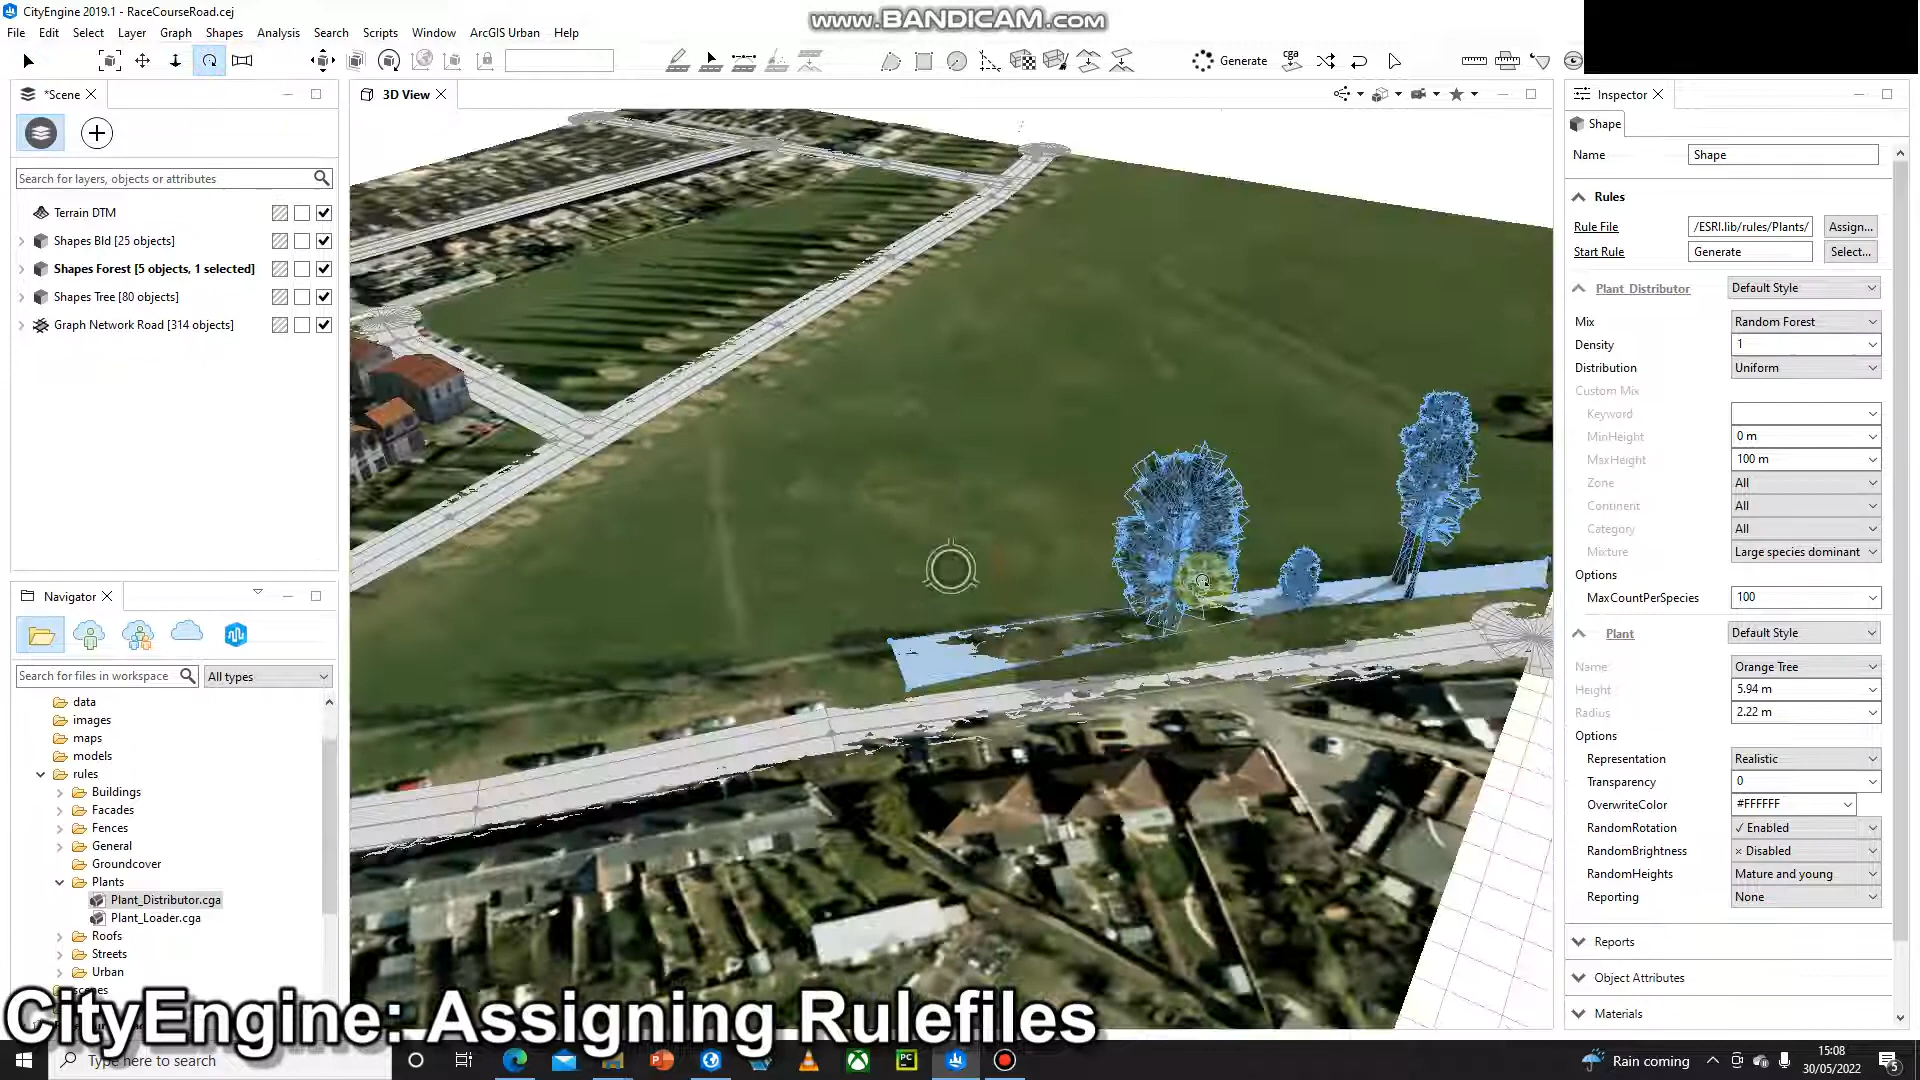 CityEngine 2019.1 - RaceCourseRoad.cej
www.BANDICAM.com
File Edit Select Layer Graph Shapes Analysis Search Scripts Window ArcGIS Urban Help
Generate
cga
*Scene
3D View
Inspector
Shape
Name Shape
Search for layers, objects or attributes
Rules
Terrain DTM
Rule File /ESRI.lib/rules/Plants/ Assign...
Shapes Bld [25 objects]
Start Rule Generate Select...
Shapes Forest [5 objects, 1 selected]
Plant_Distributor Default Style
Shapes Tree [80 objects]
Mix Random Forest
Graph Network Road [314 objects]
Density 1
Distribution Uniform
Custom Mix
Keyword
MinHeight 0 m
MaxHeight 100 m
Zone All
Continent All
Category All
Mixture Large species dominant
Options
MaxCountPerSpecies 100
Plant Default Style
Name Orange Tree
Height 5.94 m
Radius 2.22 m
Options
Representation Realistic
Transparency 0
OverwriteColor #FFFFFF
RandomRotation ✓ Enabled
RandomBrightness × Disabled
RandomHeights Mature and young
Reporting None
Reports
Object Attributes
Materials
Navigator
Search for files in workspace All types
data
images
maps
models
rules
Buildings
Facades
Fences
General
Groundcover
Plants
Plant_Distributor.cga
Plant_Loader.cga
Roofs
Streets
Urban
CityEngine: Assigning Rulefiles
Type here to search
PC
Rain coming
15:08
30/05/2022
5